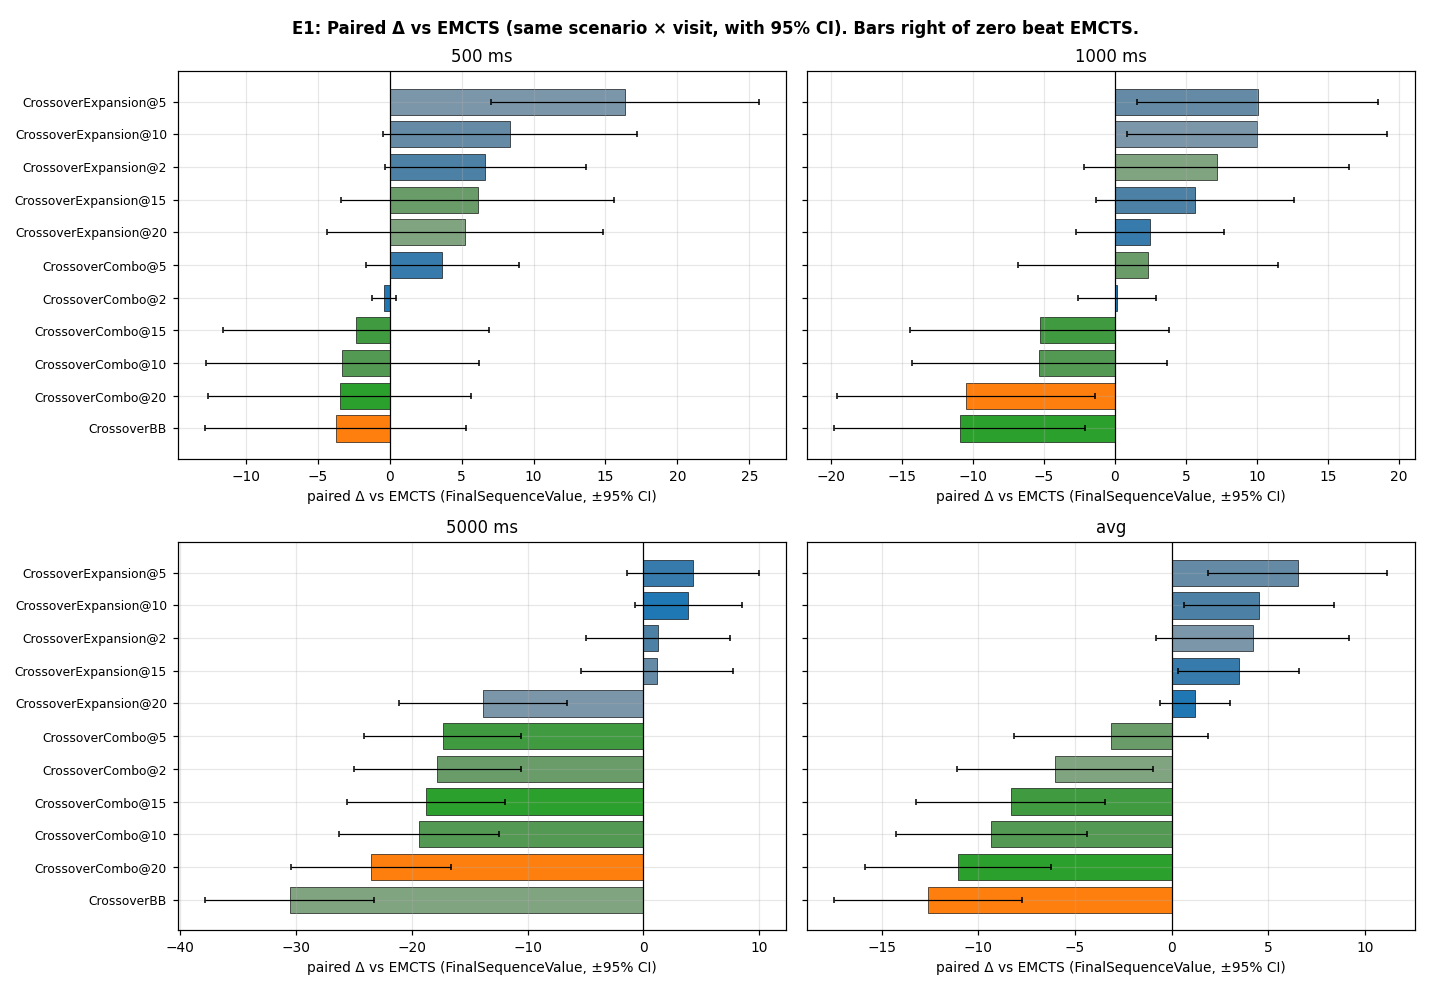 E1: Paired Δ vs EMCTS (same scenario × visit, with 95% CI). Bars right of zero beat EMCTS.
500 ms
CrossoverExpansion@5
CrossoverExpansion@10
CrossoverExpansion@2
CrossoverExpansion@15
CrossoverExpansion@20
CrossoverCombo@5
CrossoverCombo@2
CrossoverCombo@15
CrossoverCombo@10
CrossoverCombo@20
CrossoverBB
−10 −5 0 5 10 15 20 25
paired Δ vs EMCTS (FinalSequenceValue, ±95% CI)
1000 ms
−20 −15 −10 −5 0 5 10 15 20
paired Δ vs EMCTS (FinalSequenceValue, ±95% CI)
5000 ms
CrossoverExpansion@5
CrossoverExpansion@10
CrossoverExpansion@2
CrossoverExpansion@15
CrossoverExpansion@20
CrossoverCombo@5
CrossoverCombo@2
CrossoverCombo@15
CrossoverCombo@10
CrossoverCombo@20
CrossoverBB
−40 −30 −20 −10 0 10
paired Δ vs EMCTS (FinalSequenceValue, ±95% CI)
avg
−15 −10 −5 0 5 10
paired Δ vs EMCTS (FinalSequenceValue, ±95% CI)